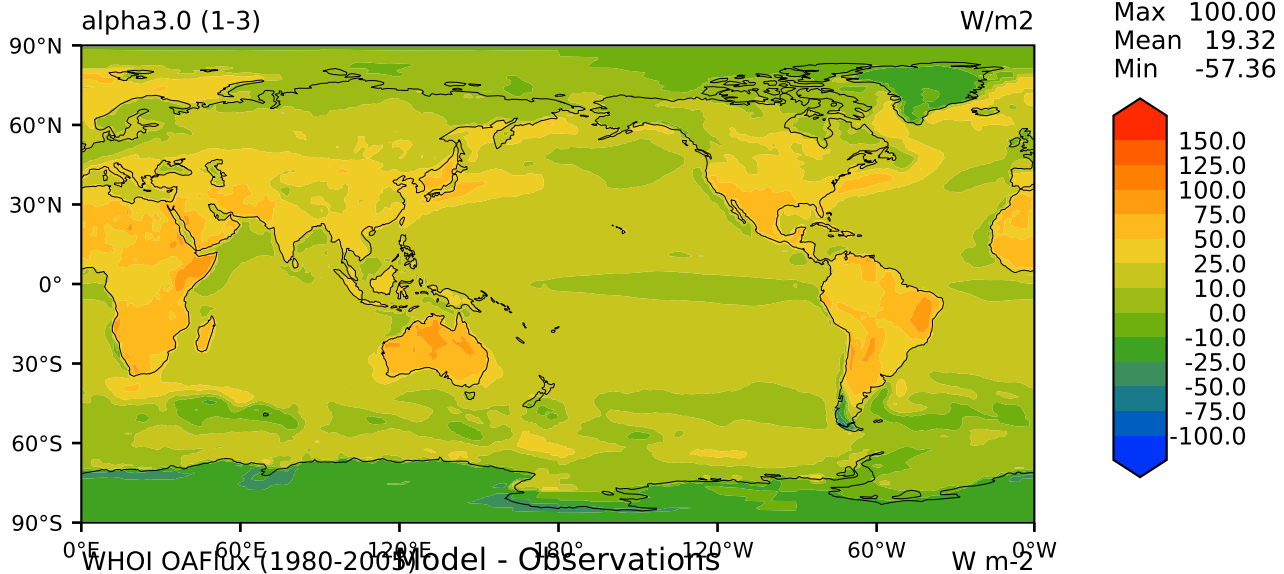 alpha3.0 (1-3) W/m2
Max 100.00
Mean 19.32
Min -57.36
90°N
60°N
30°N
0°
30°S
60°S
90°S
0°E 60°E 120°E 180° 120°W 60°W 0°W
150.0
125.0
100.0
75.0
50.0
25.0
10.0
0.0
-10.0
-25.0
-50.0
-75.0
-100.0
WHOI OAFlux (1980-2005) Model - Observations W m-2